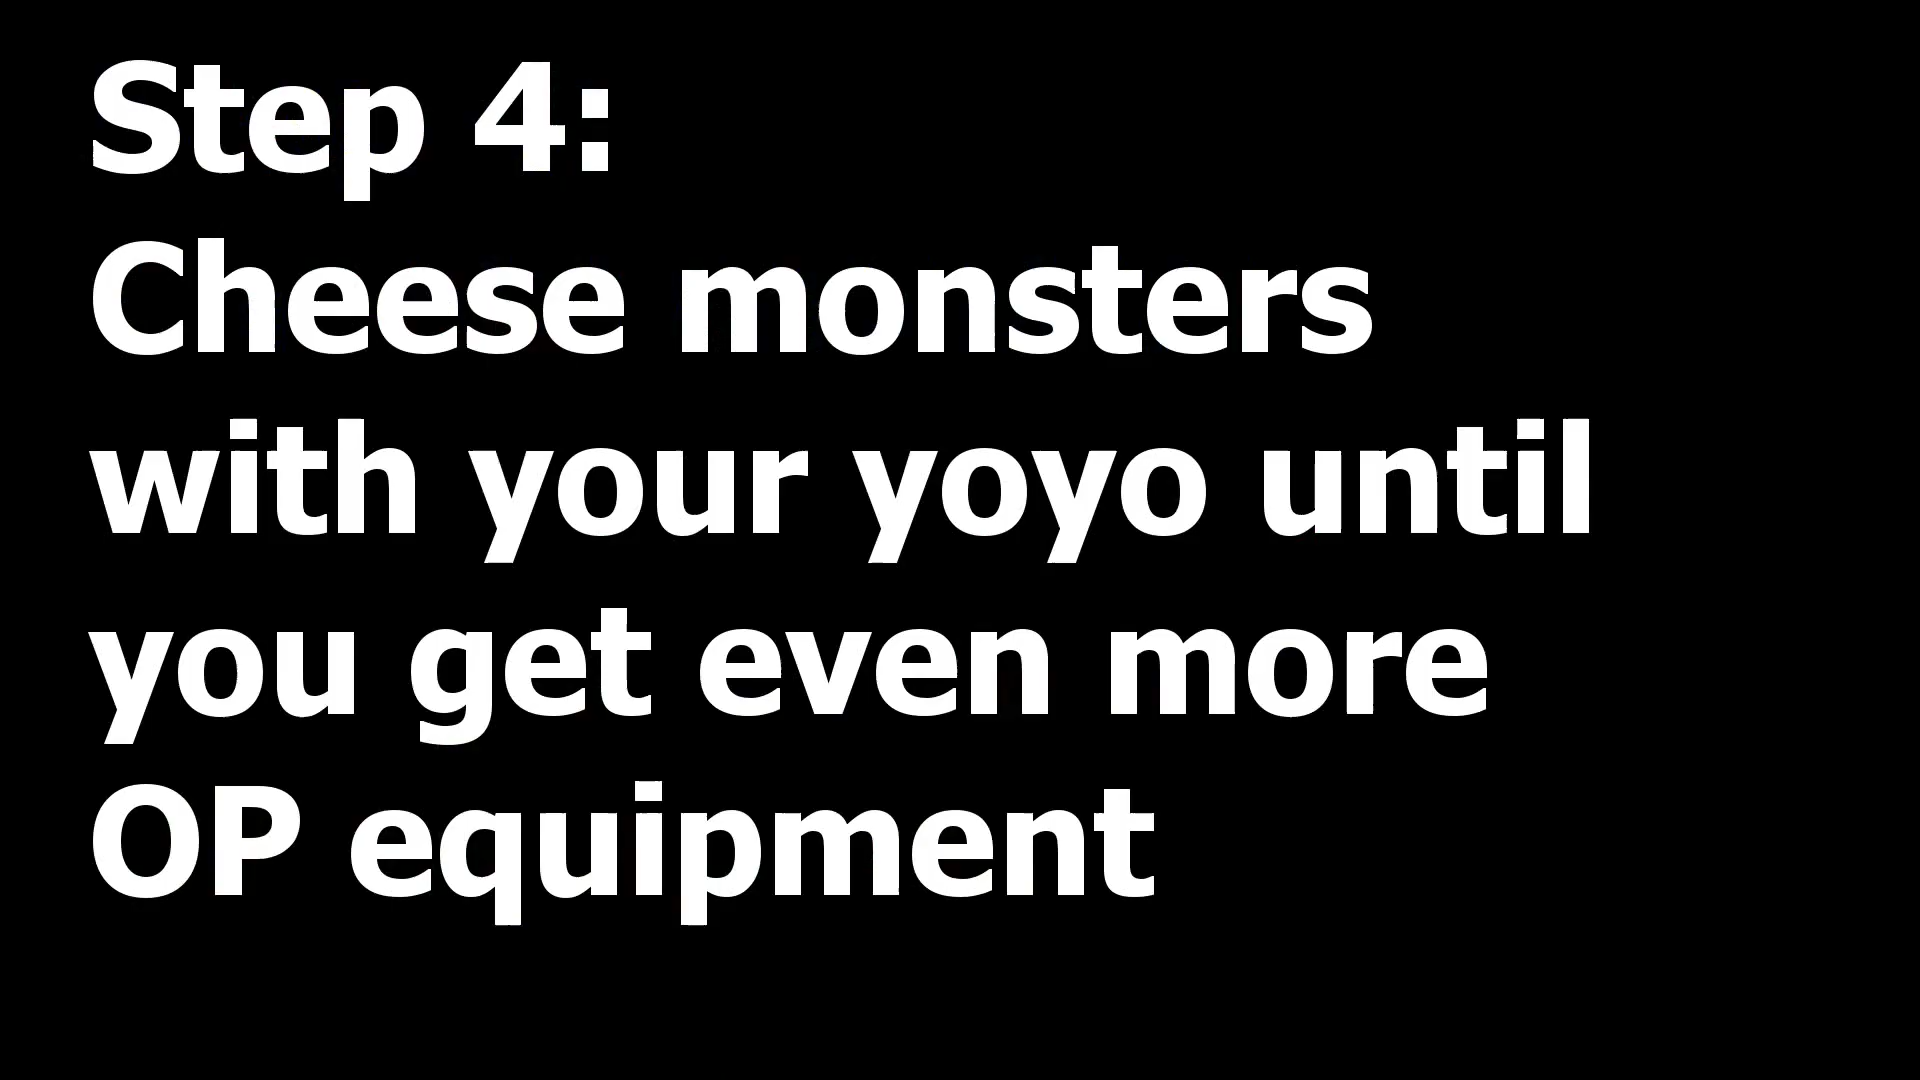 Step 4:
Cheese monsters
with your yoyo until
you get even more
OP equipment